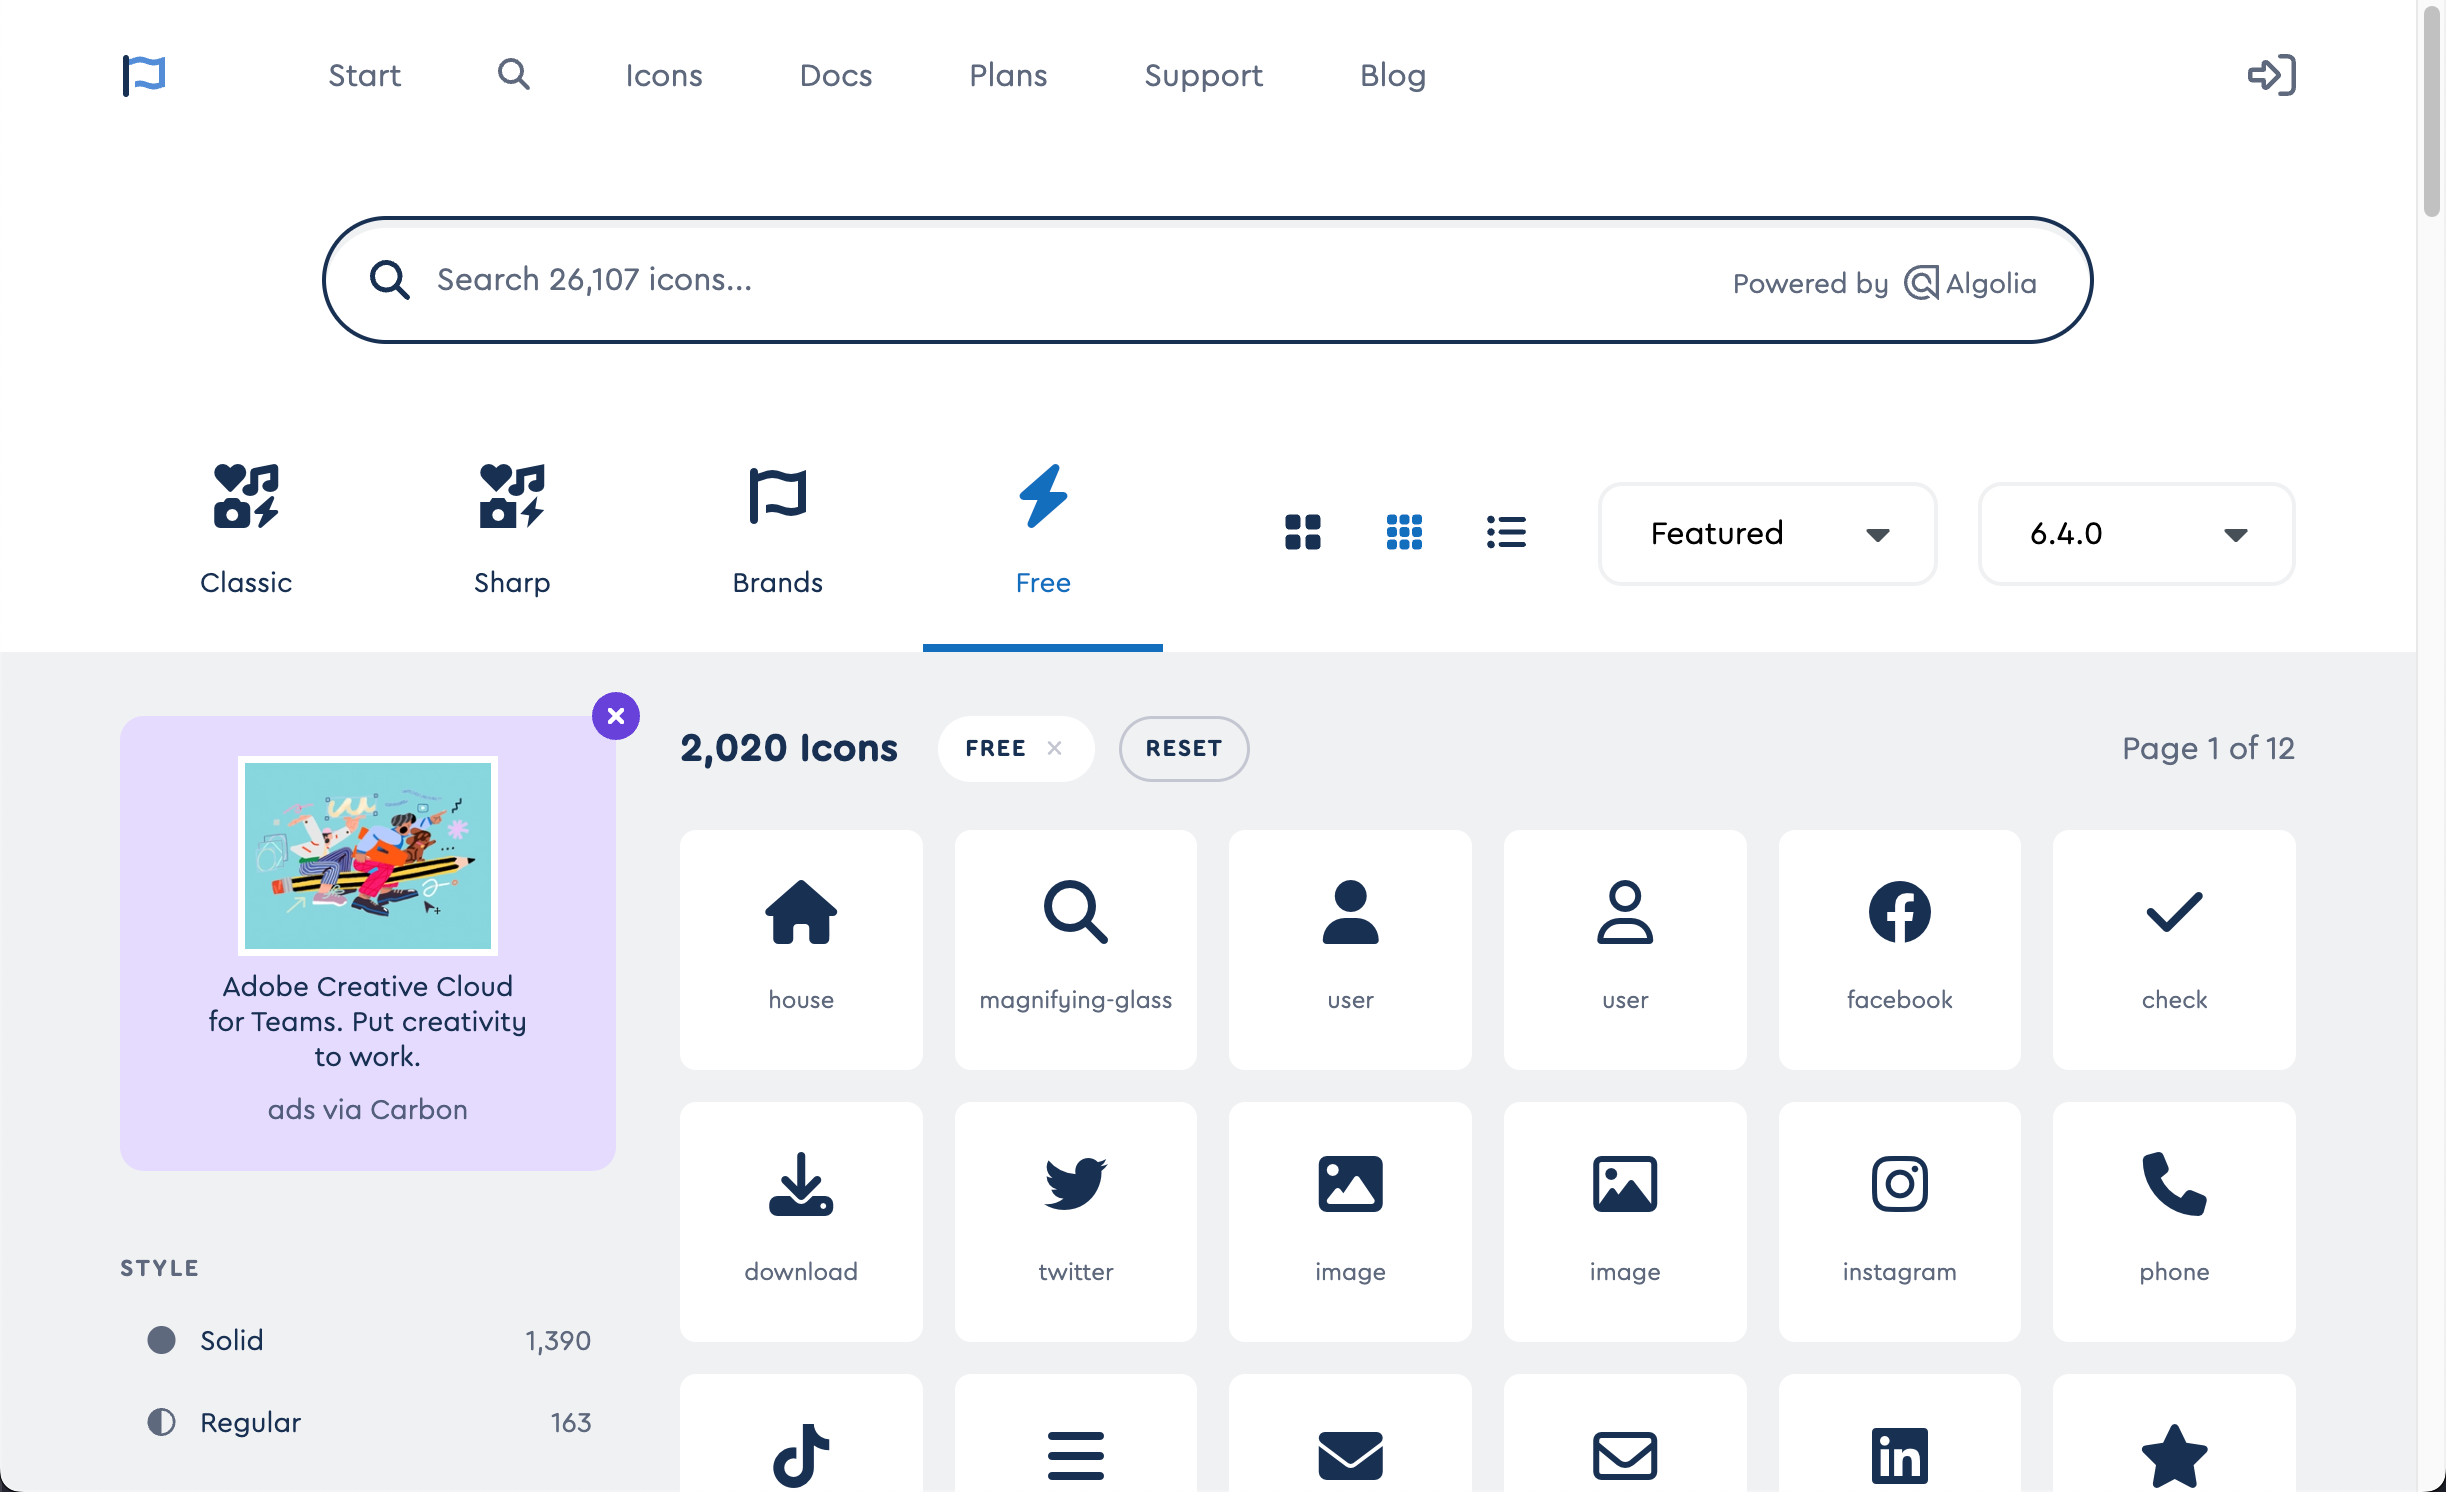 Start
Icons
Docs
Plans
Support
Blog
Search 26,107 icons...
Powered by Algolia
Classic
Sharp
Brands
Free
Featured
6.4.0
2,020 Icons
FREE
RESET
Page 1 of 12
Adobe Creative Cloud
for Teams. Put creativity
to work.
ads via Carbon
STYLE
Solid 1,390
Regular 163
house
magnifying-glass
user
user
facebook
check
download
twitter
image
image
instagram
phone
in